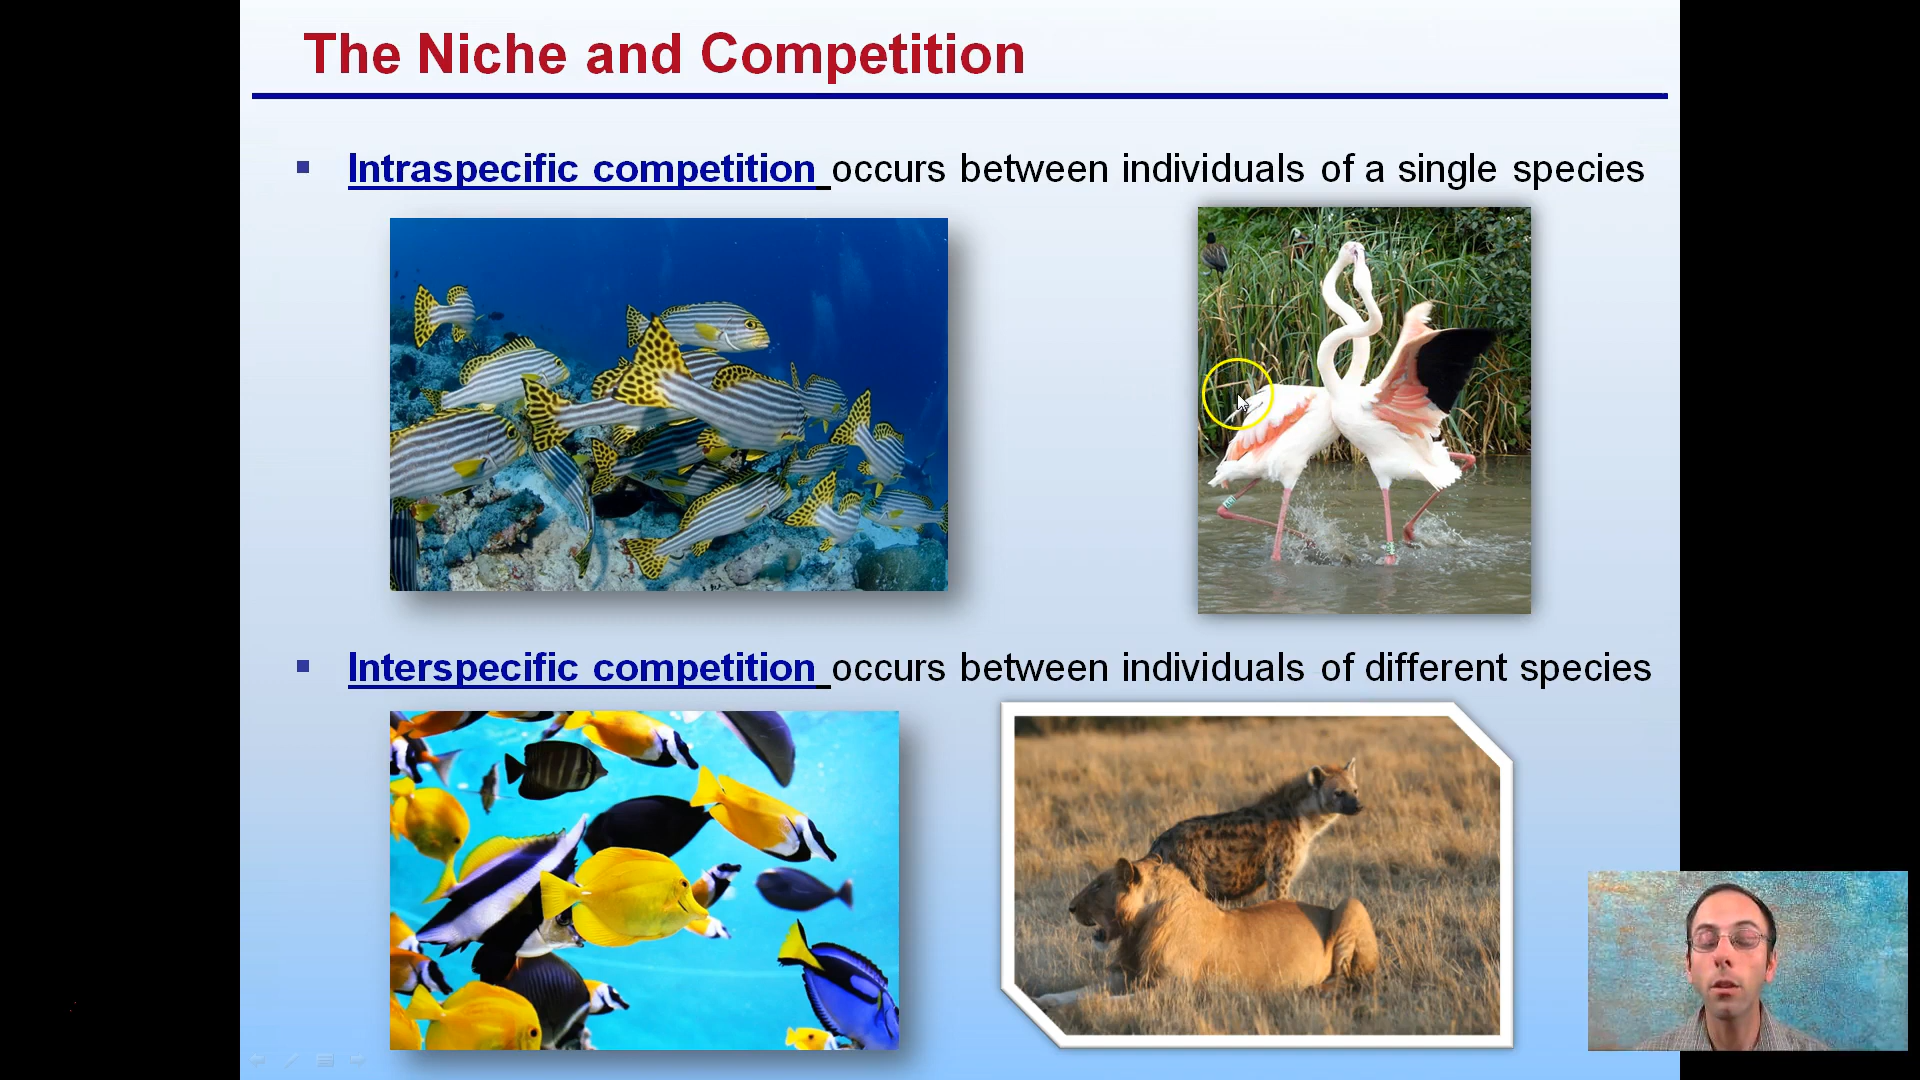 The Niche and Competition
Intraspecific competition occurs between individuals of a single species
Interspecific competition occurs between individuals of different species